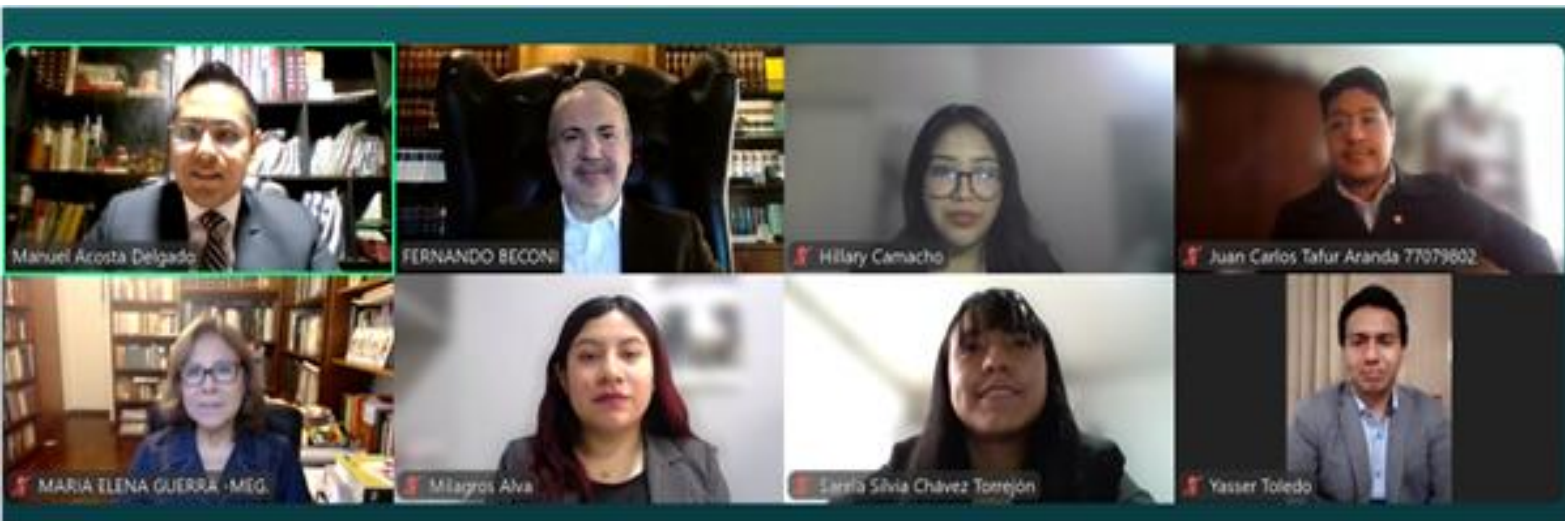 Manuel Acosta Delgado
FERNANDO BECONI
Hillary Camacho
Juan Carlos Tafur Aranda 77079802
MARIA ELENA GUERRA -MEG.
Milagros Alva
Sarela Silvia Chávez Torrejón
Yasser Toledo